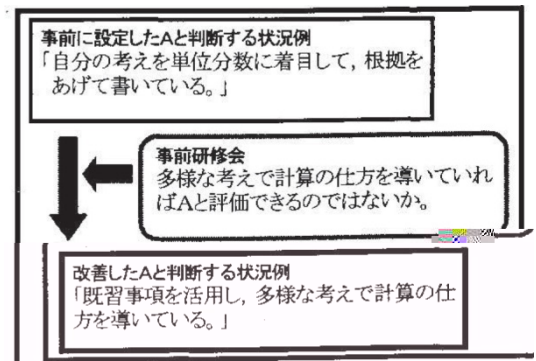 事前に設定したAと判断する状況例
「自分の考えを単位分数に着目して，根拠を
あげて書いている。」
事前研修会
多様な考えで計算の仕方を導いていれ
ばAと評価できるのではないか。
改善したAと判断する状況例
「既習事項を活用し，多様な考えで計算の仕
方を導いている。」